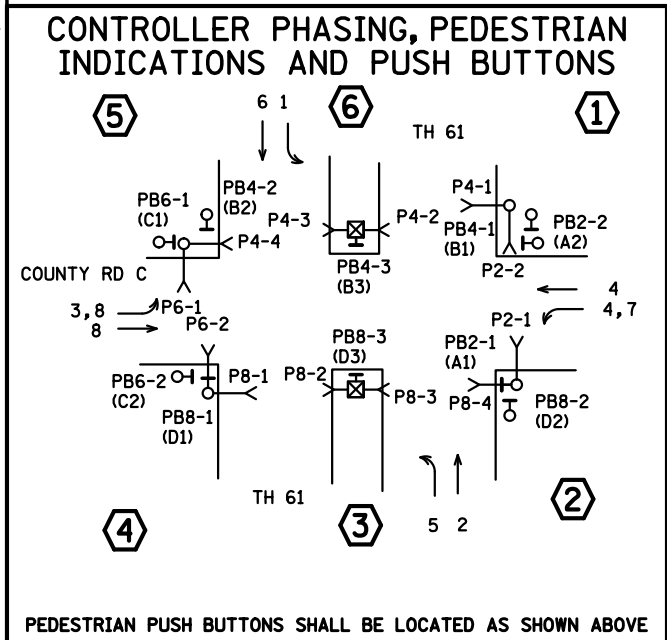 CONTROLLER PHASING, PEDESTRIAN
INDICATIONS AND PUSH BUTTONS
5
6 1
6
TH 61
1
PB6-1
(C1)
PB4-2
(B2)
P4-3
P4-2
P4-1
PB4-1
(B1)
PB2-2
(A2)
P4-4
PB4-3
(B3)
P2-2
COUNTY RD C
3,8
8
P6-1
P6-2
4
4,7
P2-1
PB6-2
(C2)
P8-1
PB8-1
(D1)
PB8-3
(D3)
P8-2
P8-3
PB2-1
(A1)
P8-4
PB8-2
(D2)
TH 61
4
3
5 2
2
PEDESTRIAN PUSH BUTTONS SHALL BE LOCATED AS SHOWN ABOVE